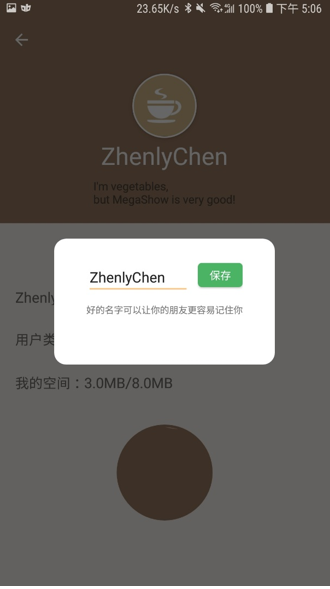 23.65K/s 100% 下午 5:06
ZhenlyChen
I'm vegetables,
but MegaShow is very good!
ZhenlyChen
保存
好的名字可以让你的朋友更容易记住你
Zhenly
用户类
我的空间：3.0MB/8.0MB